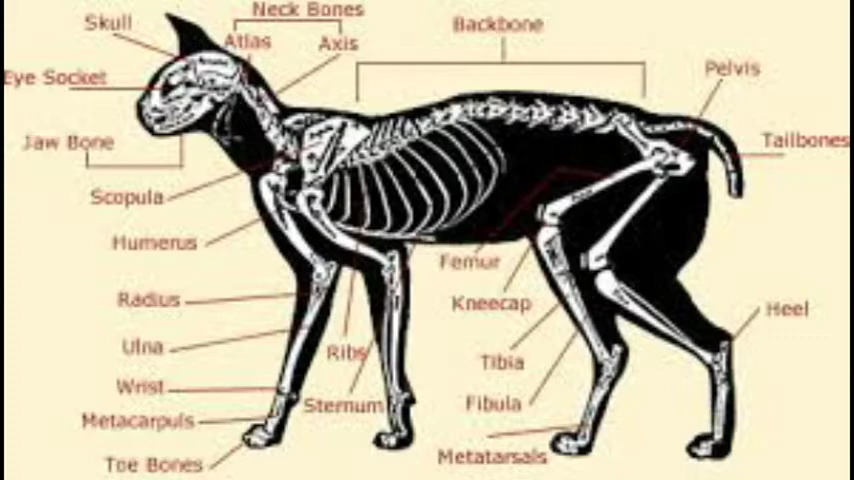 Neck Bones
Skull
Atlas
Axis
Backbone
Eye Socket
Pelvis
Jaw Bone
Tailbones
Scopula
Humerus
Femur
Radius
Kneecap
Heel
Ulna
Ribs
Tibia
Wrist
Sternum
Fibula
Metacarpuls
Metatarsals
Toe Bones